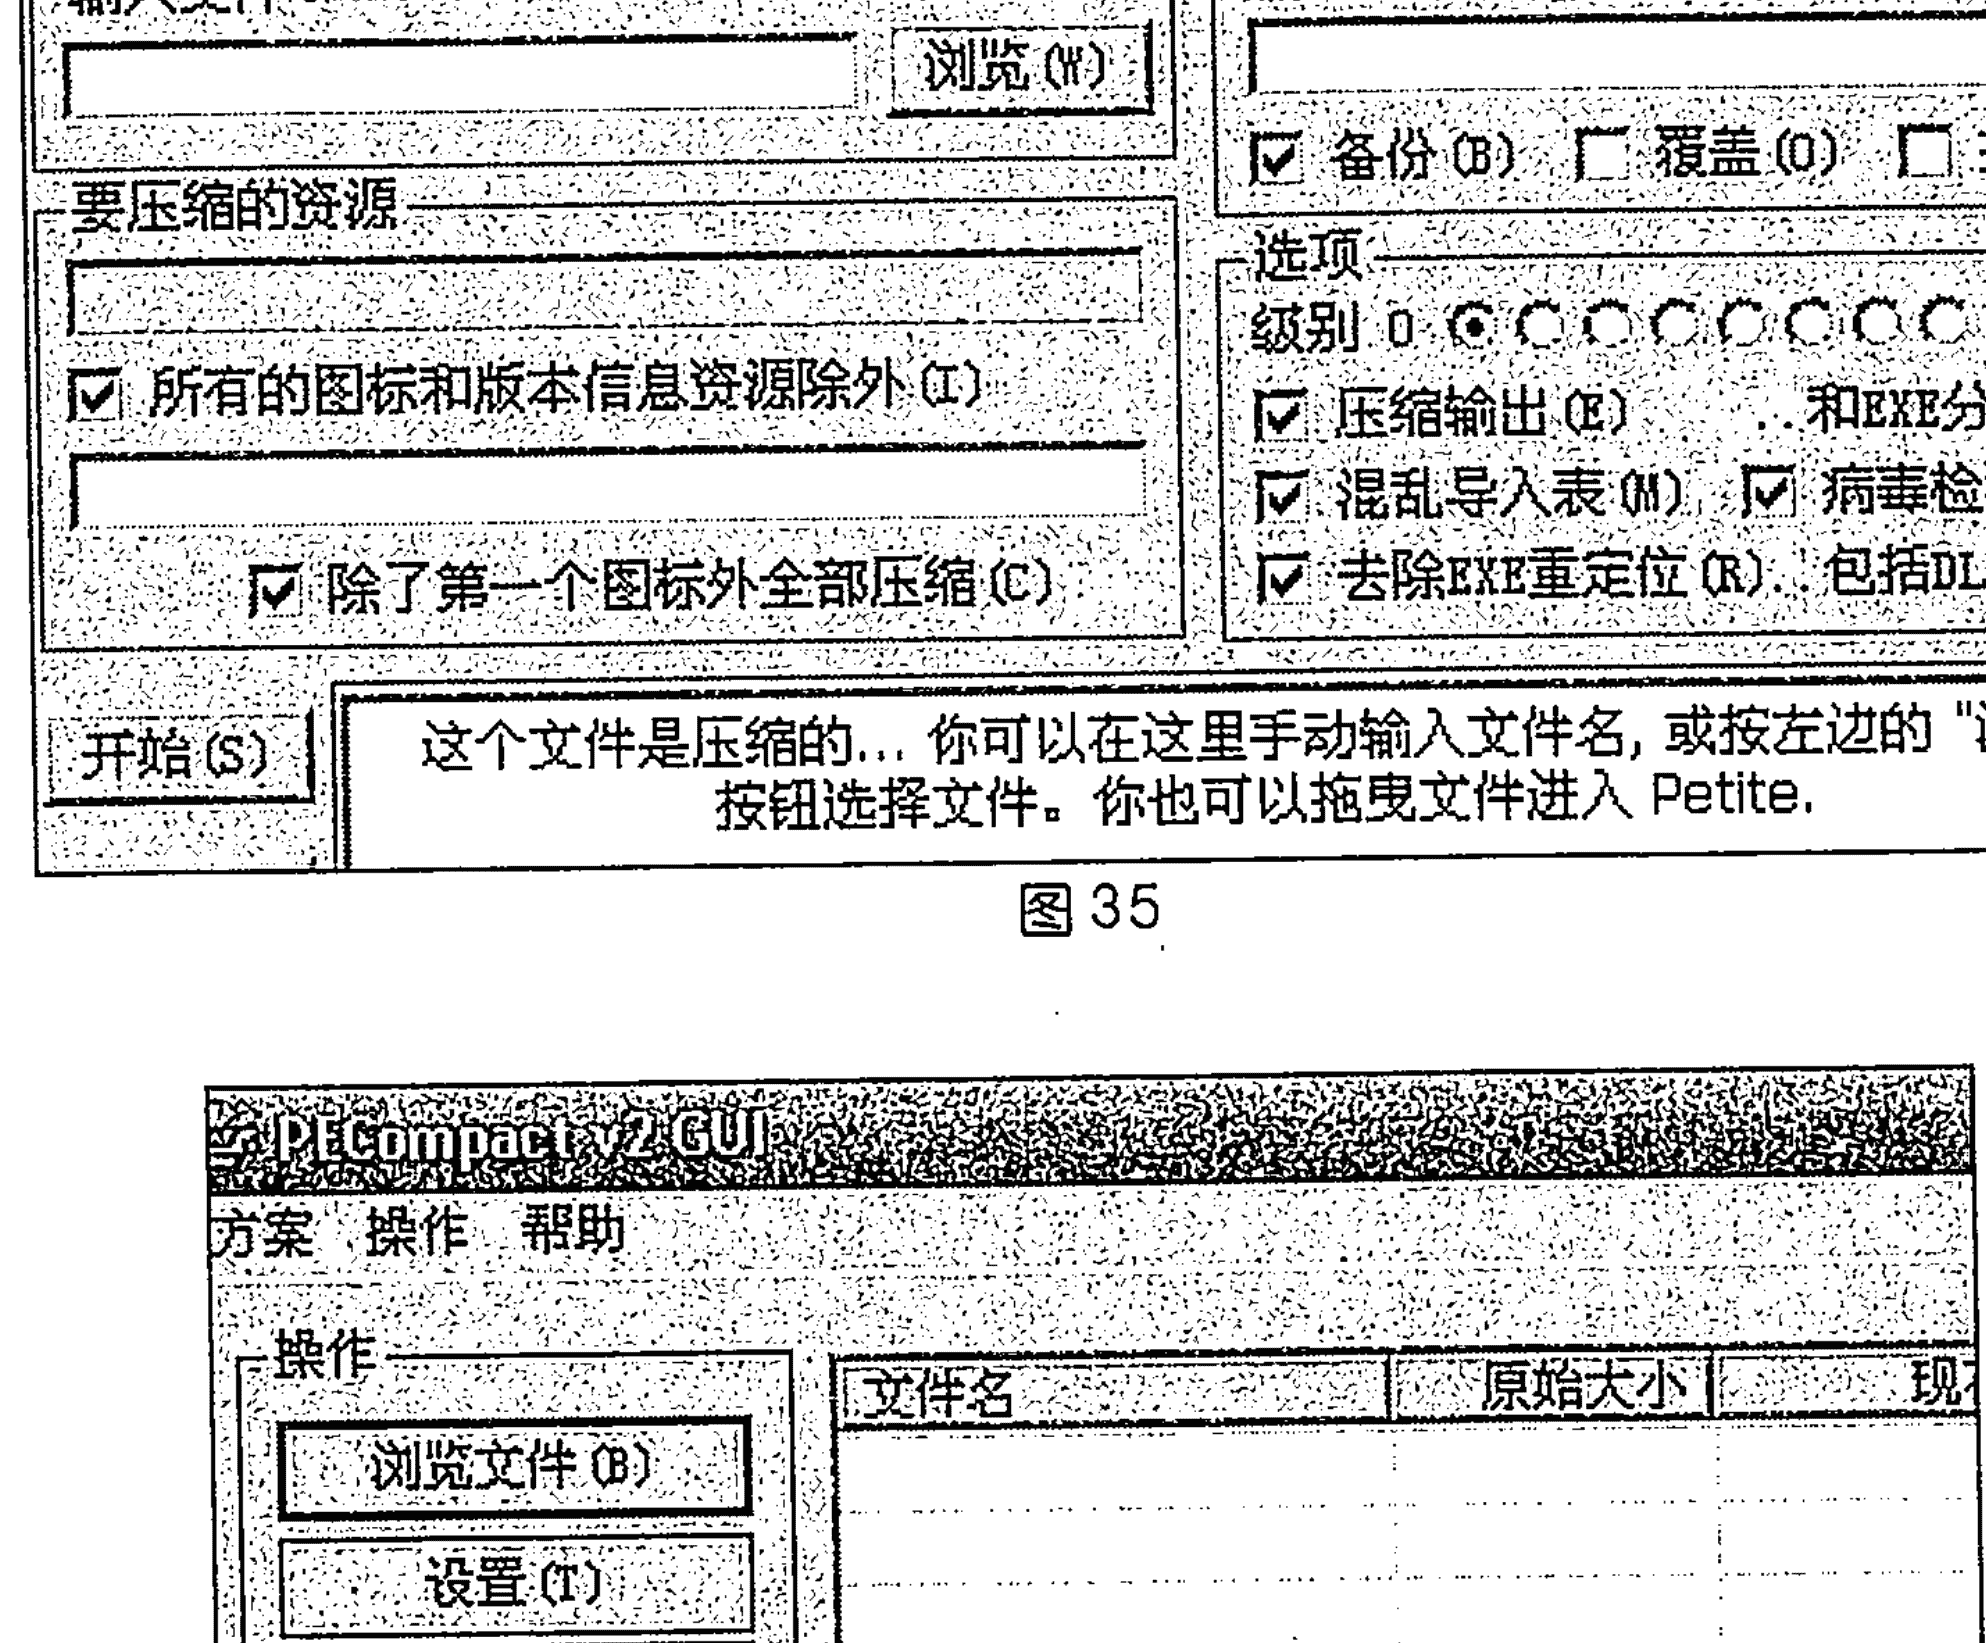 浏览(W)
备份(B) 覆盖(O)
要压缩的资源
选项
级别 0
所有的图标和版本信息资源除外(I)
压缩输出(E) ..和EXE分
混乱导入表(M) 病毒检
除了第一个图标外全部压缩(C)
去除EXE重定位(R).. 包括DL
开始(S)
这个文件是压缩的... 你可以在这里手动输入文件名, 或按左边的 "
按钮选择文件。你也可以拖曳文件进入 Petite.
图 35
PECompact v2 GUI
方案 操作 帮助
操作
文件名 原始大小 现
浏览文件(B)
设置(T)